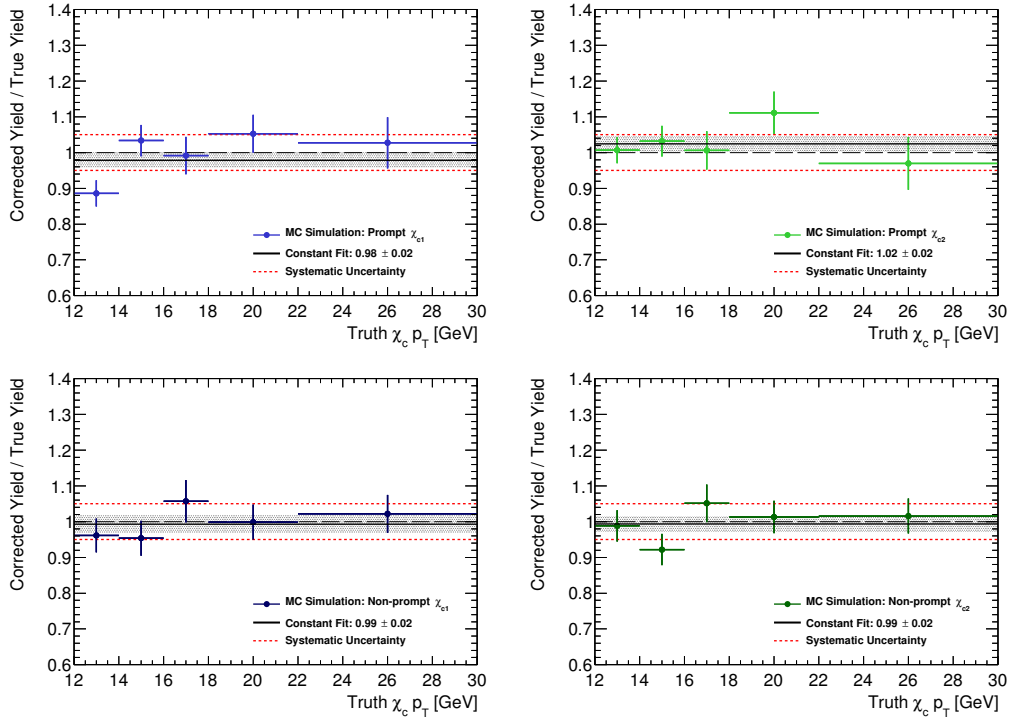 Corrected Yield / True Yield
1.4
1.3
1.2
1.1
1
0.9
0.8
0.7
0.6
MC Simulation: Prompt χc1
Constant Fit: 0.98 ± 0.02
Systematic Uncertainty
12 14 16 18 20 22 24 26 28 30
Truth χc pT [GeV]
Corrected Yield / True Yield
1.4
1.3
1.2
1.1
1
0.9
0.8
0.7
0.6
MC Simulation: Prompt χc2
Constant Fit: 1.02 ± 0.02
Systematic Uncertainty
12 14 16 18 20 22 24 26 28 30
Truth χc pT [GeV]
Corrected Yield / True Yield
1.4
1.3
1.2
1.1
1
0.9
0.8
0.7
0.6
MC Simulation: Non-prompt χc1
Constant Fit: 0.99 ± 0.02
Systematic Uncertainty
12 14 16 18 20 22 24 26 28 30
Truth χc pT [GeV]
Corrected Yield / True Yield
1.4
1.3
1.2
1.1
1
0.9
0.8
0.7
0.6
MC Simulation: Non-prompt χc2
Constant Fit: 0.99 ± 0.02
Systematic Uncertainty
12 14 16 18 20 22 24 26 28 30
Truth χc pT [GeV]